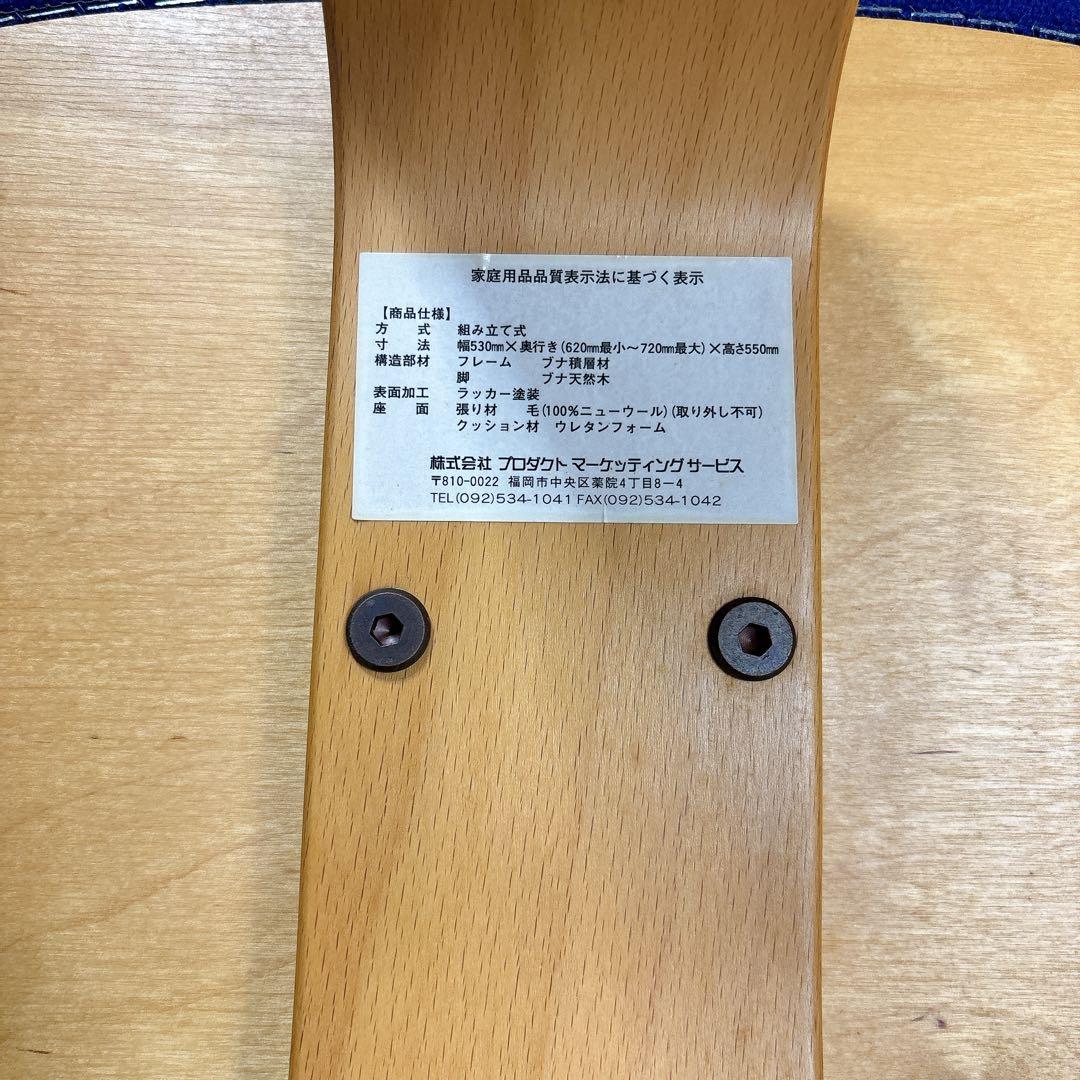 家庭用品品質表示法に基づく表示
【商品仕様】
方　式　組み立て式
寸　法　幅530㎜×奥行き(620㎜最小～720㎜最大)×高さ550㎜
構造部材　フレーム　ブナ積層材
脚　ブナ天然木
表面加工　ラッカー塗装
座　面　張り材　毛(100%ニューウール)(取り外し不可)
クッション材　ウレタンフォーム
株式会社 プロダクト マーケッティング サービス
〒810-0022 福岡市中央区薬院4丁目8－4
TEL(092)534-1041 FAX(092)534-1042